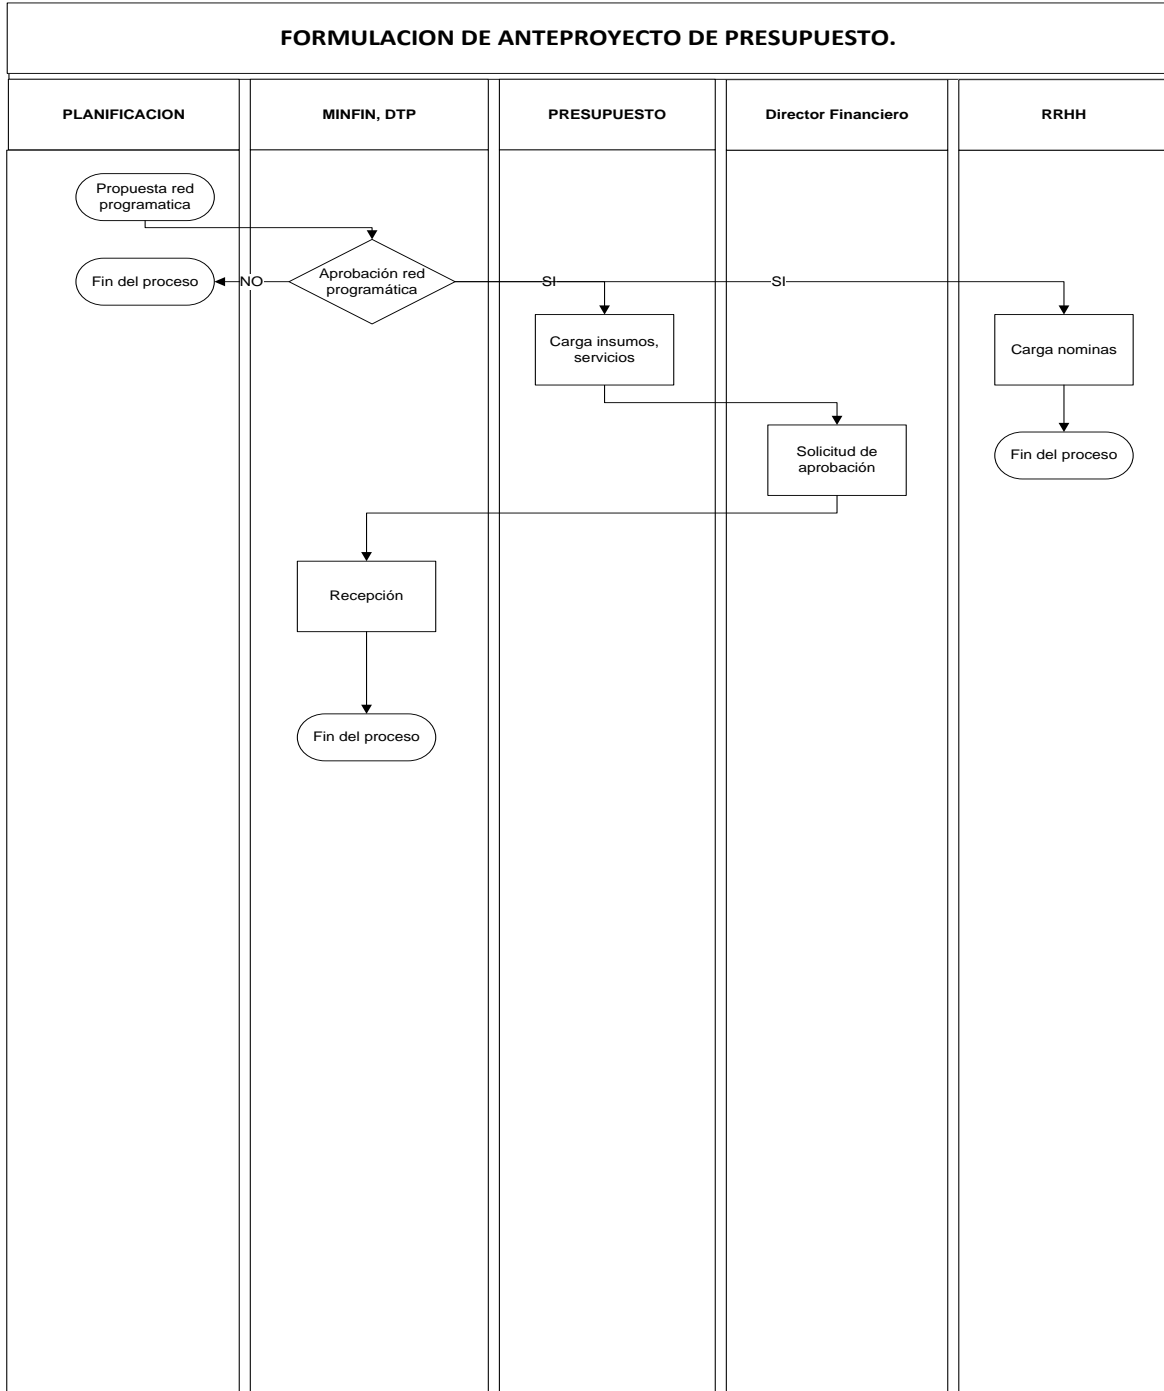 FORMULACION DE ANTEPROYECTO DE PRESUPUESTO.
PLANIFICACION
MINFIN, DTP
PRESUPUESTO
Director Financiero
RRHH
Propuesta red
programatica
Fin del proceso
NO
Aprobación red
programática
SI
SI
Carga insumos,
servicios
Carga nominas
Solicitud de
aprobación
Fin del proceso
Recepción
Fin del proceso